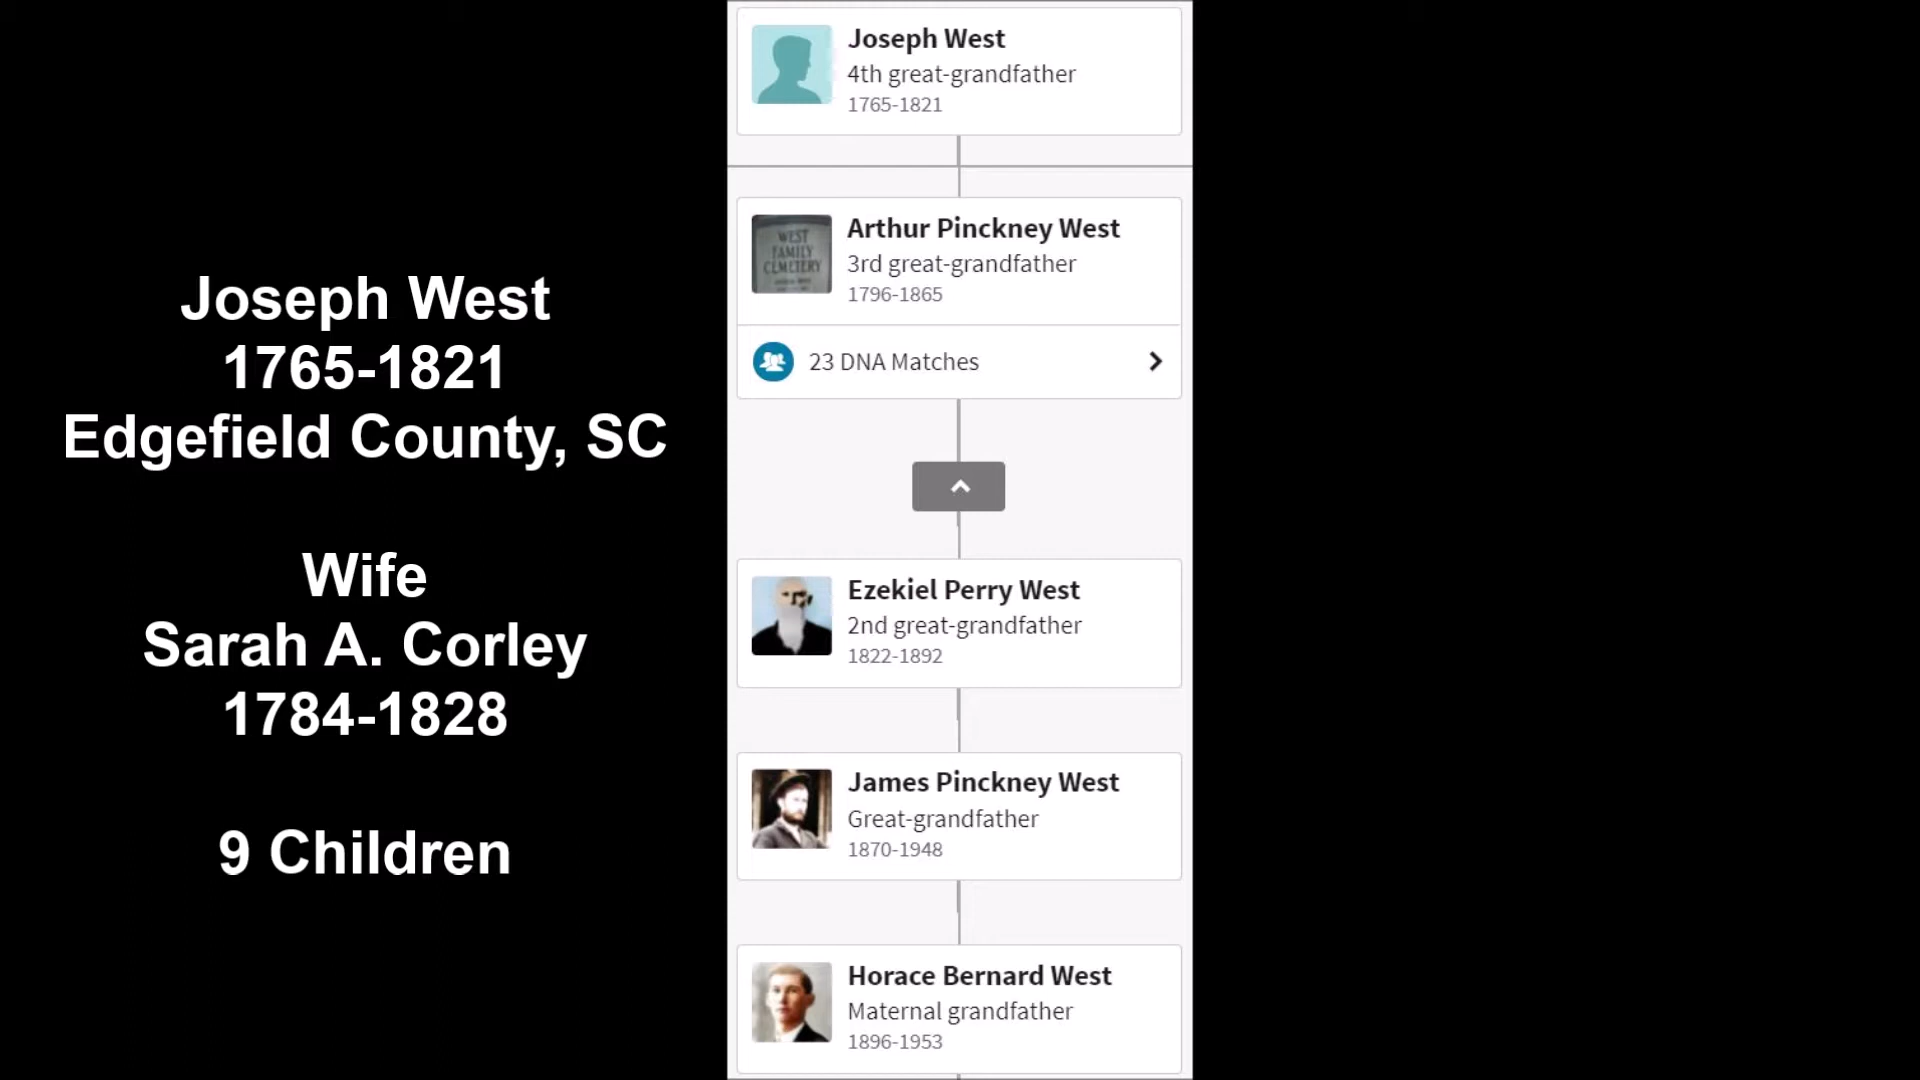 Joseph West
1765-1821
Edgefield County, SC
Wife
Sarah A. Corley
1784-1828
9 Children
Joseph West
4th great-grandfather
1765-1821
WEST
FAMILY
CEMETERY
Arthur Pinckney West
3rd great-grandfather
1796-1865
23 DNA Matches
Ezekiel Perry West
2nd great-grandfather
1822-1892
James Pinckney West
Great-grandfather
1870-1948
Horace Bernard West
Maternal grandfather
1896-1953